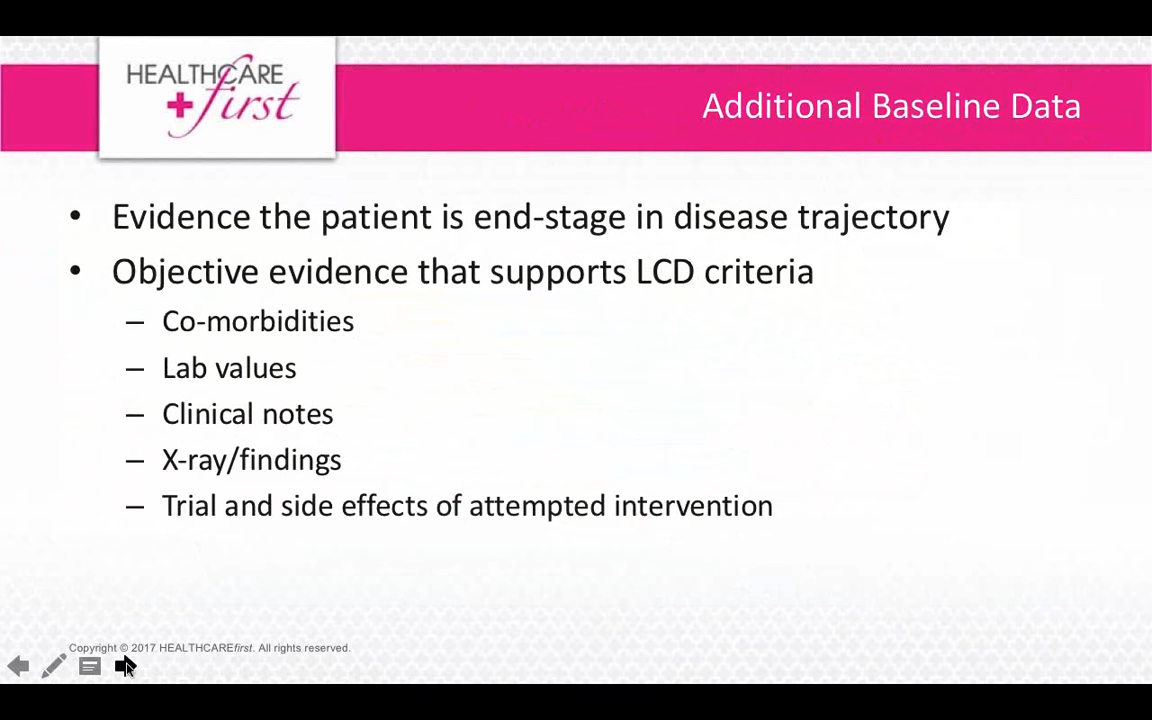 HEALTHCARE
first
Additional Baseline Data
• Evidence the patient is end-stage in disease trajectory
• Objective evidence that supports LCD criteria
– Co-morbidities
– Lab values
– Clinical notes
– X-ray/findings
– Trial and side effects of attempted intervention
Copyright © 2017 HEALTHCAREfirst. All rights reserved.